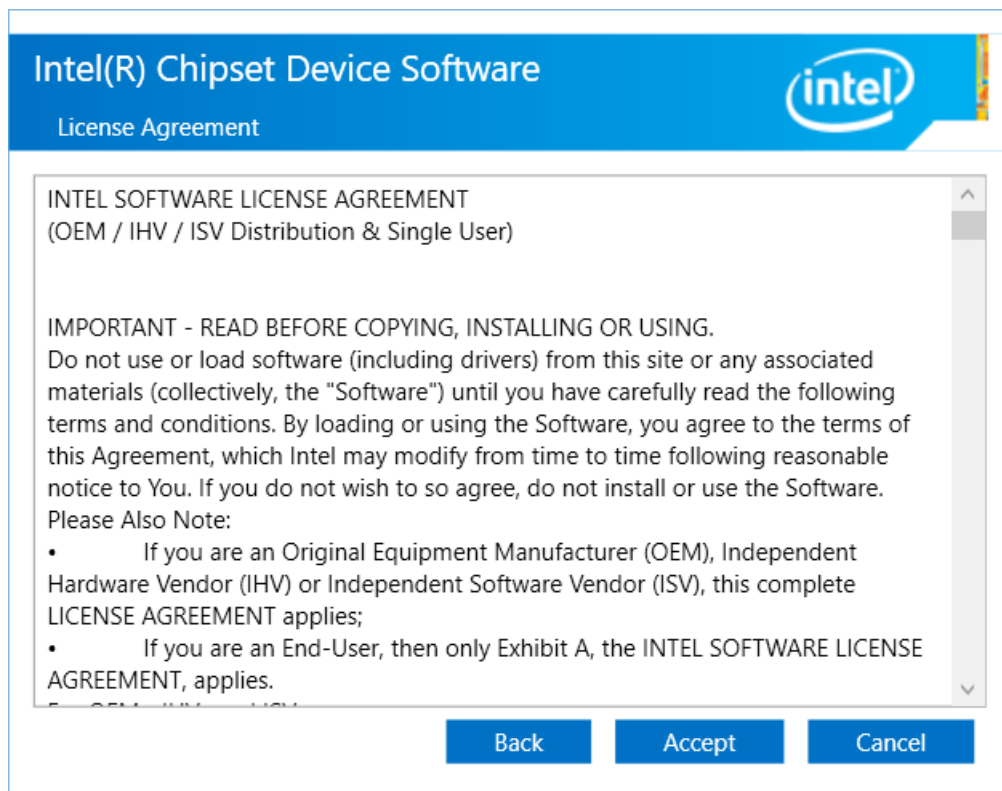 Intel(R) Chipset Device Software
intel
License Agreement
INTEL SOFTWARE LICENSE AGREEMENT
(OEM / IHV / ISV Distribution & Single User)
IMPORTANT - READ BEFORE COPYING, INSTALLING OR USING.
Do not use or load software (including drivers) from this site or any associated
materials (collectively, the "Software") until you have carefully read the following
terms and conditions. By loading or using the Software, you agree to the terms of
this Agreement, which Intel may modify from time to time following reasonable
notice to You. If you do not wish to so agree, do not install or use the Software.
Please Also Note:
• If you are an Original Equipment Manufacturer (OEM), Independent
Hardware Vendor (IHV) or Independent Software Vendor (ISV), this complete
LICENSE AGREEMENT applies;
• If you are an End-User, then only Exhibit A, the INTEL SOFTWARE LICENSE
AGREEMENT, applies.
Back Accept Cancel